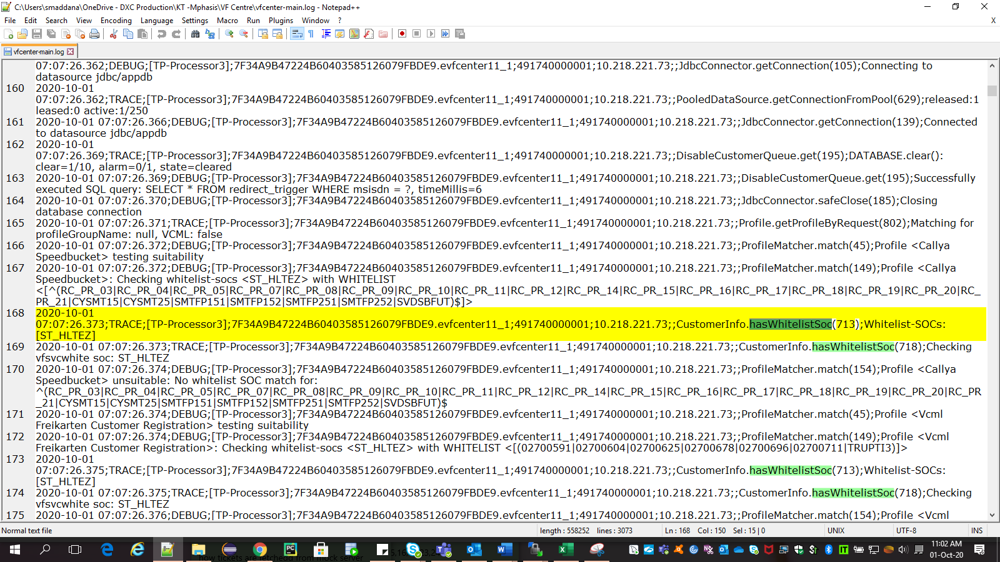 C:\Users\smaddana\OneDrive - DXC Production\KT -Mphasis\VF Centre\vfcenter-main.log - Notepad++
File Edit Search View Encoding Language Settings Macro Run Plugins Window ? X
vfcenter-main.log
07:07:26.362;DEBUG;[TP-Processor3];7F34A9B47224B60403585126079FBDE9.evfcenter11_1;491740000001;10.218.221.73;;JdbcConnector.getConnection(105);Connecting to
datasource jdbc/appdb
160 2020-10-01
07:07:26.362;TRACE;[TP-Processor3];7F34A9B47224B60403585126079FBDE9.evfcenter11_1;491740000001;10.218.221.73;;PooledDataSource.getConnectionFromPool(629);released:1
leased:0 active:1/250
161 2020-10-01 07:07:26.366;DEBUG;[TP-Processor3];7F34A9B47224B60403585126079FBDE9.evfcenter11_1;491740000001;10.218.221.73;;JdbcConnector.getConnection(139);Connected
to datasource jdbc/appdb
162 2020-10-01
07:07:26.369;TRACE;[TP-Processor3];7F34A9B47224B60403585126079FBDE9.evfcenter11_1;491740000001;10.218.221.73;;DisableCustomerQueue.get(195);DATABASE.clear():
clear=1/10, alarm=0/1, state=cleared
163 2020-10-01 07:07:26.369;DEBUG;[TP-Processor3];7F34A9B47224B60403585126079FBDE9.evfcenter11_1;491740000001;10.218.221.73;;DisableCustomerQueue.get(195);Successfully
executed SQL query: SELECT * FROM redirect_trigger WHERE msisdn = ?, timeMillis=6
164 2020-10-01 07:07:26.370;DEBUG;[TP-Processor3];7F34A9B47224B60403585126079FBDE9.evfcenter11_1;491740000001;10.218.221.73;;JdbcConnector.safeClose(185);Closing
database connection
165 2020-10-01 07:07:26.371;TRACE;[TP-Processor3];7F34A9B47224B60403585126079FBDE9.evfcenter11_1;491740000001;10.218.221.73;;Profile.getProfileByRequest(802);Matching for
profileGroupName: null, VCML: false
166 2020-10-01 07:07:26.372;DEBUG;[TP-Processor3];7F34A9B47224B60403585126079FBDE9.evfcenter11_1;491740000001;10.218.221.73;;ProfileMatcher.match(45);Profile <Callya
Speedbucket> testing suitability
167 2020-10-01 07:07:26.372;DEBUG;[TP-Processor3];7F34A9B47224B60403585126079FBDE9.evfcenter11_1;491740000001;10.218.221.73;;ProfileMatcher.match(149);Profile <Callya
Speedbucket>: Checking whitelist-socs <ST_HLTEZ> with WHITELIST
<[^(RC_PR_03|RC_PR_04|RC_PR_05|RC_PR_07|RC_PR_08|RC_PR_09|RC_PR_10|RC_PR_11|RC_PR_12|RC_PR_14|RC_PR_15|RC_PR_16|RC_PR_17|RC_PR_18|RC_PR_19|RC_PR_20|RC_
PR_21|CYSMT15|CYSMT25|SMTFP151|SMTFP152|SMTFP251|SMTFP252|SVDSBFUT)$]>
168 2020-10-01
07:07:26.373;TRACE;[TP-Processor3];7F34A9B47224B60403585126079FBDE9.evfcenter11_1;491740000001;10.218.221.73;;CustomerInfo.hasWhitelistSoc(713);Whitelist-SOCs:
[ST_HLTEZ]
169 2020-10-01 07:07:26.373;TRACE;[TP-Processor3];7F34A9B47224B60403585126079FBDE9.evfcenter11_1;491740000001;10.218.221.73;;CustomerInfo.hasWhitelistSoc(718);Checking
vfsvcwhite soc: ST_HLTEZ
170 2020-10-01 07:07:26.374;DEBUG;[TP-Processor3];7F34A9B47224B60403585126079FBDE9.evfcenter11_1;491740000001;10.218.221.73;;ProfileMatcher.match(154);Profile <Callya
Speedbucket> unsuitable: No whitelist SOC match for:
^(RC_PR_03|RC_PR_04|RC_PR_05|RC_PR_07|RC_PR_08|RC_PR_09|RC_PR_10|RC_PR_11|RC_PR_12|RC_PR_14|RC_PR_15|RC_PR_16|RC_PR_17|RC_PR_18|RC_PR_19|RC_PR_20|RC_PR
_21|CYSMT15|CYSMT25|SMTFP151|SMTFP152|SMTFP251|SMTFP252|SVDSBFUT)$
171 2020-10-01 07:07:26.374;DEBUG;[TP-Processor3];7F34A9B47224B60403585126079FBDE9.evfcenter11_1;491740000001;10.218.221.73;;ProfileMatcher.match(45);Profile <Vcml
Freikarten Customer Registration> testing suitability
172 2020-10-01 07:07:26.374;DEBUG;[TP-Processor3];7F34A9B47224B60403585126079FBDE9.evfcenter11_1;491740000001;10.218.221.73;;ProfileMatcher.match(149);Profile <Vcml
Freikarten Customer Registration>: Checking whitelist-socs <ST_HLTEZ> with WHITELIST <[(02700591|02700604|02700625|02700678|02700696|02700711|TRUPTI3)]>
173 2020-10-01
07:07:26.375;TRACE;[TP-Processor3];7F34A9B47224B60403585126079FBDE9.evfcenter11_1;491740000001;10.218.221.73;;CustomerInfo.hasWhitelistSoc(713);Whitelist-SOCs:
[ST_HLTEZ]
174 2020-10-01 07:07:26.375;TRACE;[TP-Processor3];7F34A9B47224B60403585126079FBDE9.evfcenter11_1;491740000001;10.218.221.73;;CustomerInfo.hasWhitelistSoc(718);Checking
vfsvcwhite soc: ST_HLTEZ
175 2020-10-01 07:07:26.376;DEBUG;[TP-Processor3];7F34A9B47224B60403585126079FBDE9.evfcenter11_1;491740000001;10.218.221.73;;ProfileMatcher.match(154);Profile <Vcml
Normal text file length : 558252 lines : 3073 Ln : 168 Col : 150 Sel : 15 | 0 UNIX UTF-8 INS
11:02 AM
01-Oct-20